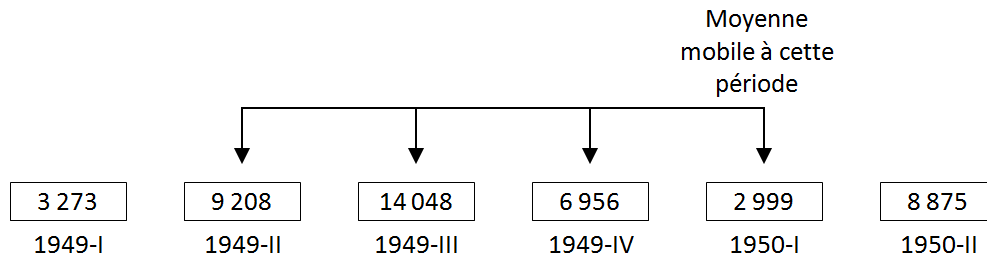 Moyenne
mobile à cette
période
3 273 9 208 14 048 6 956 2 999 8 875
1949-I 1949-II 1949-III 1949-IV 1950-I 1950-II